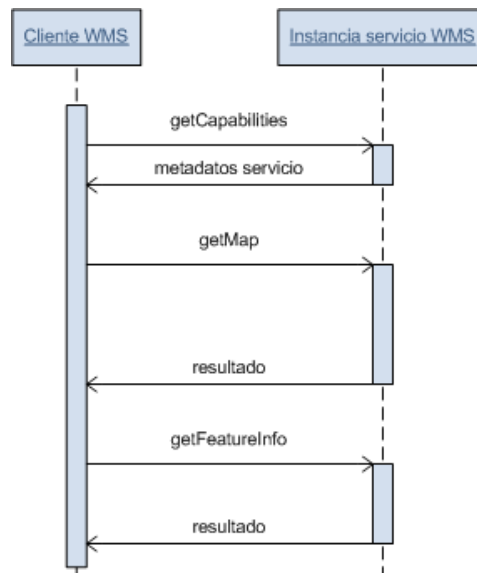 Cliente WMS
Instancia servicio WMS
getCapabilities
metadatos servicio
getMap
resultado
getFeatureInfo
resultado